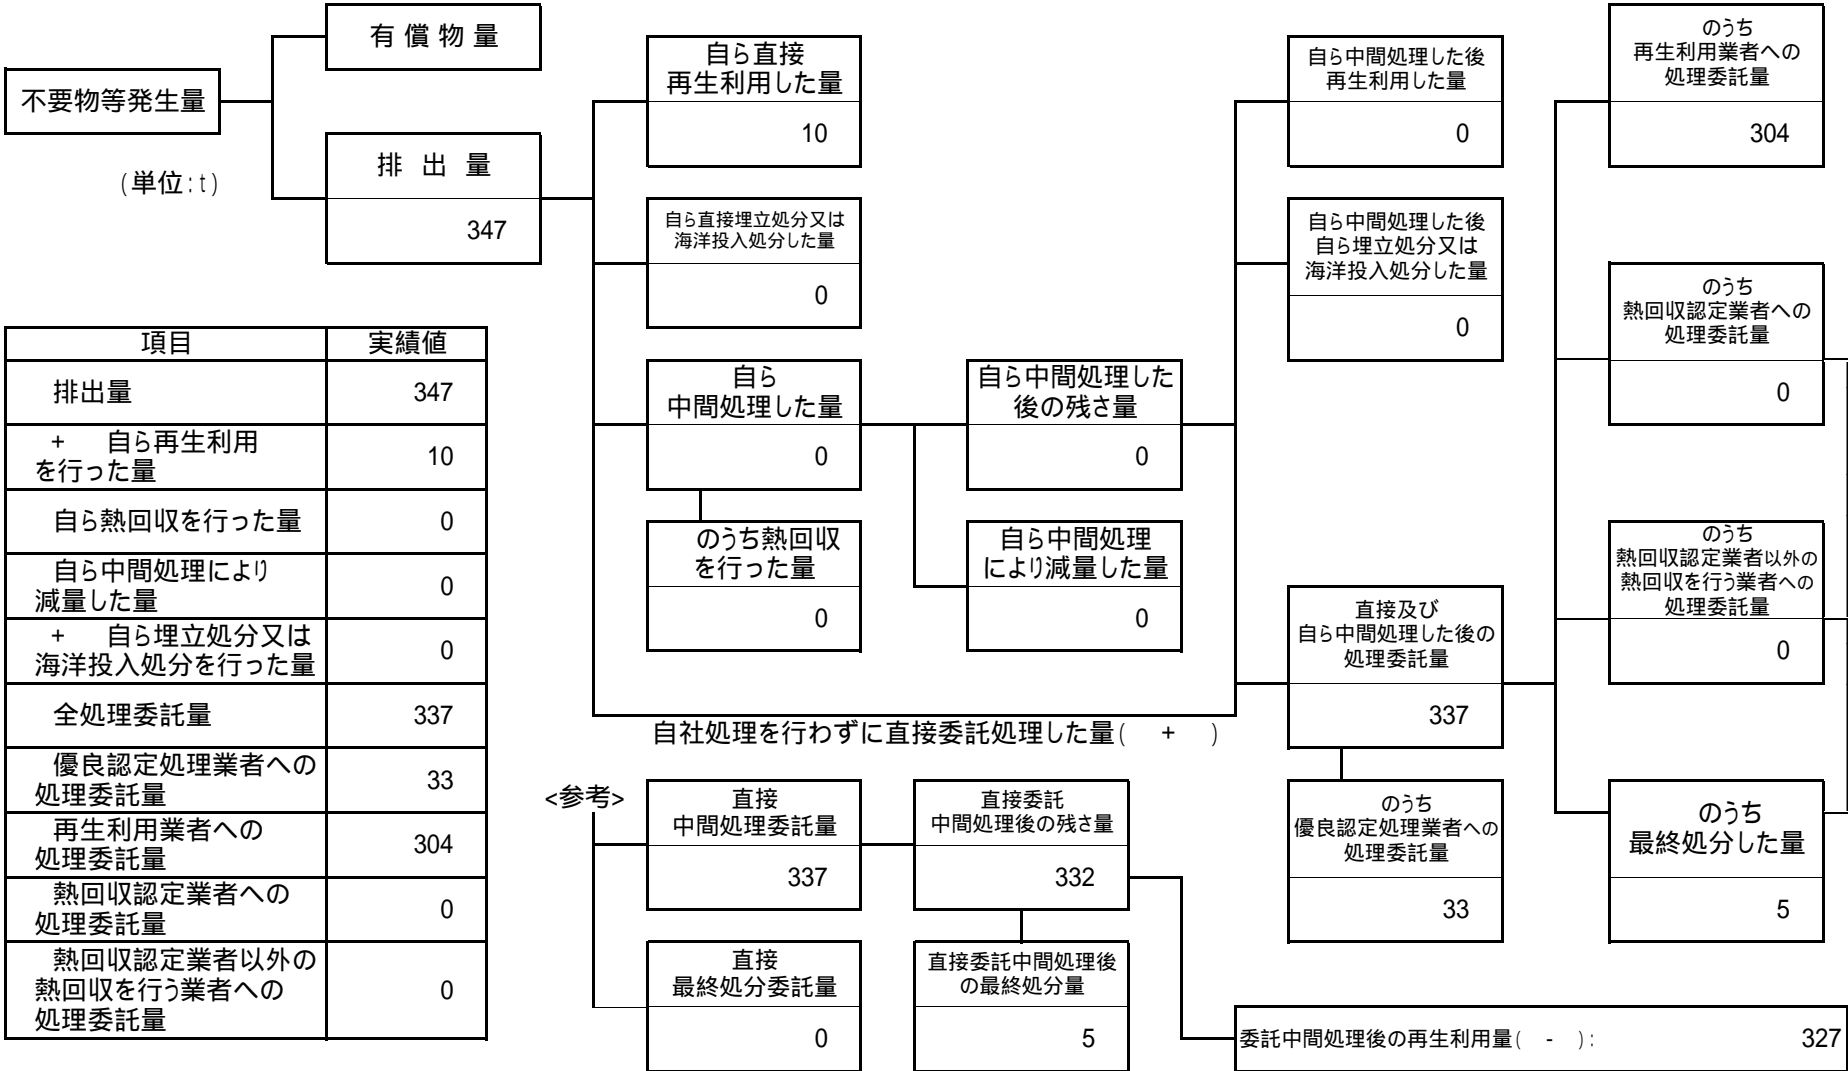 不要物等発生量
(単位:t)
有償物量
排出量
347
自ら直接
再生利用した量
10
自ら直接埋立処分又は
海洋投入処分した量
0
自ら
中間処理した量
0
のうち熱回収
を行った量
0
自ら中間処理した
後の残さ量
0
自ら中間処理
により減量した量
0
自ら中間処理した後
再生利用した量
0
自ら中間処理した後
自ら埋立処分又は
海洋投入処分した量
0
直接及び
自ら中間処理した後の
処理委託量
337
のうち
優良認定処理業者への
処理委託量
33
のうち
再生利用業者への
処理委託量
304
のうち
熱回収認定業者への
処理委託量
0
のうち
熱回収認定業者以外の
熱回収を行う業者への
処理委託量
0
のうち
最終処分した量
5
自社処理を行わずに直接委託処理した量( + )
項目 実績値
排出量 347
+ 自ら再生利用
を行った量 10
自ら熱回収を行った量 0
自ら中間処理により
減量した量 0
+ 自ら埋立処分又は
海洋投入処分を行った量 0
全処理委託量 337
優良認定処理業者への
処理委託量 33
再生利用業者への
処理委託量 304
熱回収認定業者への
処理委託量 0
熱回収認定業者以外の
熱回収を行う業者への
処理委託量 0
<参考>
直接
中間処理委託量
337
直接委託
中間処理後の残さ量
332
直接
最終処分委託量
0
直接委託中間処理後
の最終処分量
5
委託中間処理後の再生利用量( - ): 327